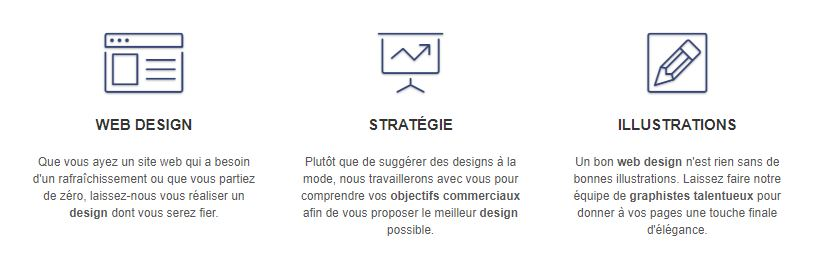 WEB DESIGN
Que vous ayez un site web qui a besoin
d'un rafraîchissement ou que vous partiez
de zéro, laissez-nous vous réaliser un
design dont vous serez fier.
STRATÉGIE
Plutôt que de suggérer des designs à la
mode, nous travaillerons avec vous pour
comprendre vos objectifs commerciaux
afin de vous proposer le meilleur design
possible.
ILLUSTRATIONS
Un bon web design n'est rien sans de
bonnes illustrations. Laissez faire notre
équipe de graphistes talentueux pour
donner à vos pages une touche finale
d'élégance.